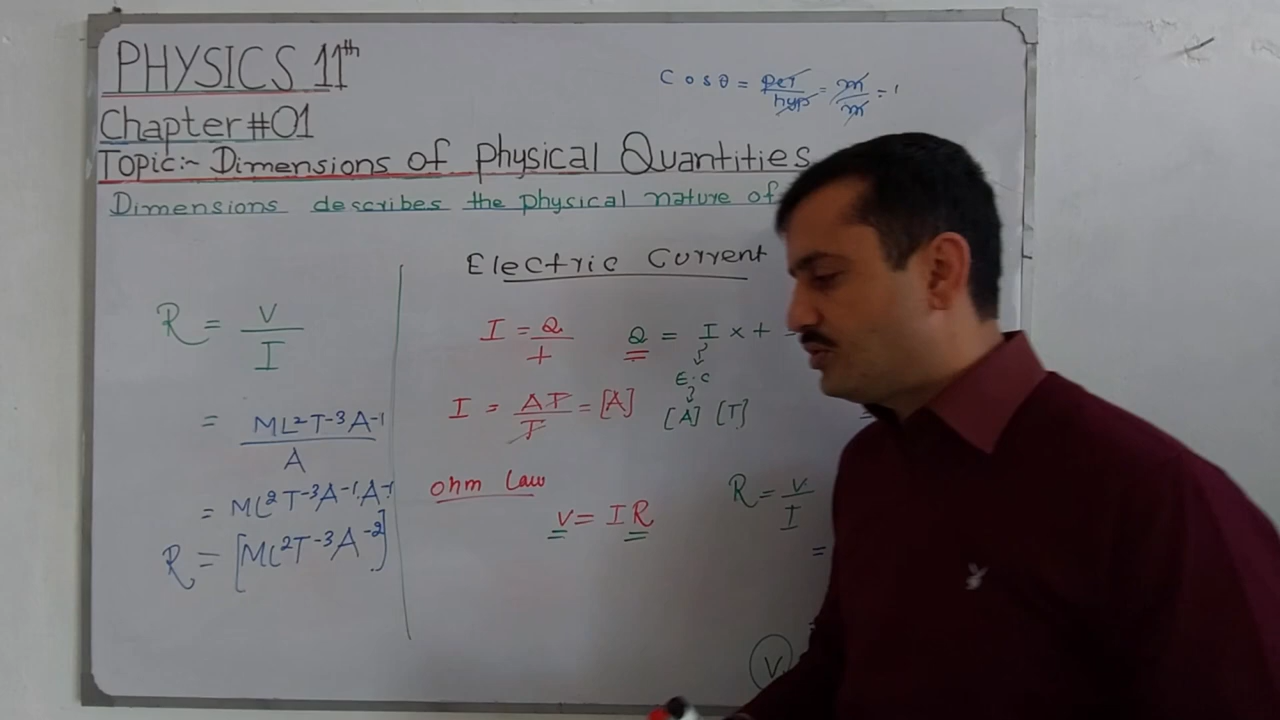 PHYSICS 11th
Cosθ = per/hyp = m/m = 1
Chapter#01
Topic:- Dimensions of Physical Quantities
Dimensions describes the physical nature of
Electric Current
R = V/I
= ML²T⁻³A⁻¹/A
= ML²T⁻³A⁻¹A⁻¹
R = [ML²T⁻³A⁻²]
I = Q/t
Q = I x t =
E.C
[A] [T]
I = AT/T = [A]
ohm Law
V = IR
R = V/I
=
V